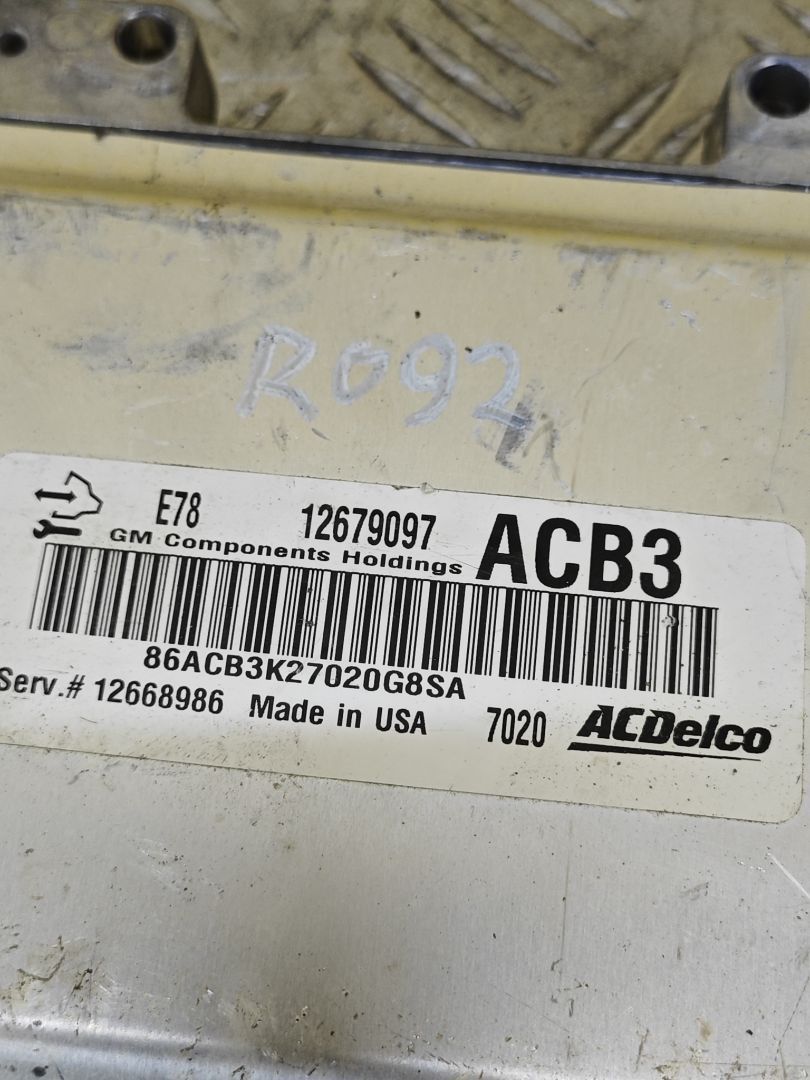 R092
E78 12679097 ACB3
GM Components Holdings
86ACB3K27020G8SA
Serv.# 12668986 Made in USA 7020 ACDelco